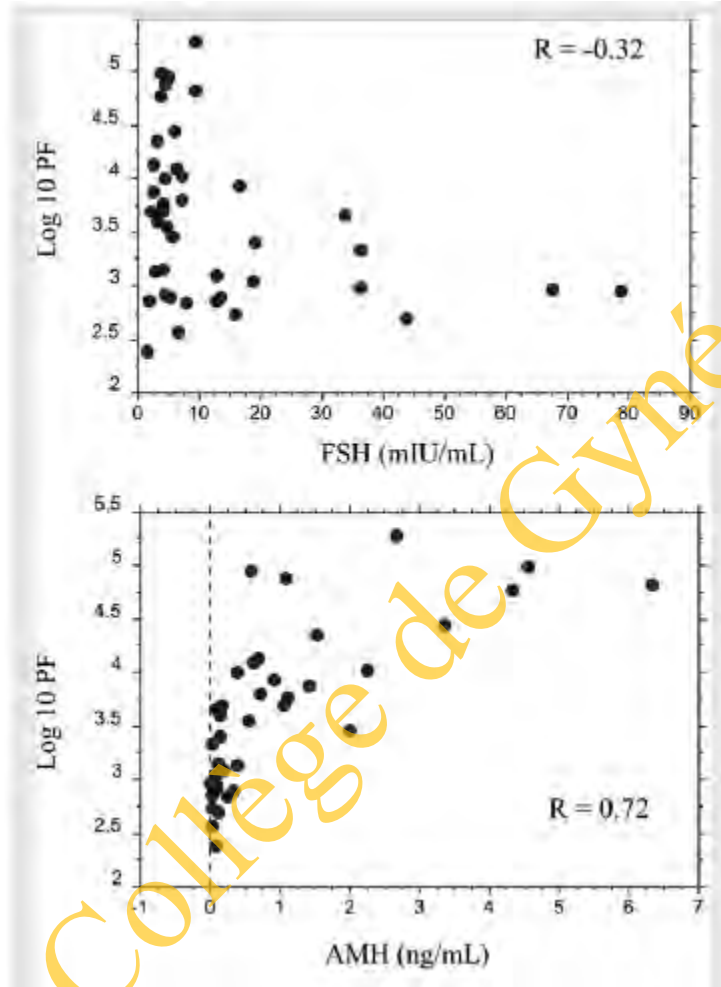 R = -0.32
Log 10 PF
5
4.5
4
3.5
3
2.5
2
0 10 20 30 40 50 60 70 80 90
FSH (mIU/mL)
5.5
5
4.5
4
3.5
3
2.5
2
Log 10 PF
R = 0.72
-1 0 1 2 3 4 5 6 7
AMH (ng/mL)
Collège de Gyné